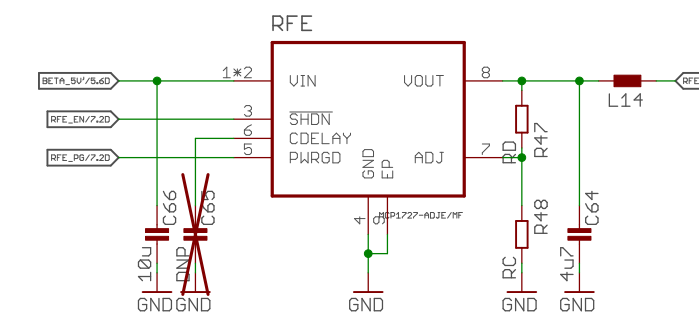 RFE
BETA_5V'/5.6D
1*2
VIN
VOUT
8
L14
RFE
RFE_EN/7.2D
3
SHDN
6
CDELAY
RFE_PG/7.2D
5
PWRGD
GND
EP
ADJ
7
RD
R47
4
9
MCP1727-ADJE/MF
C66
10u
C65
DNP
R48
RC
C64
4u7
GND
GND
GND
GND
GND